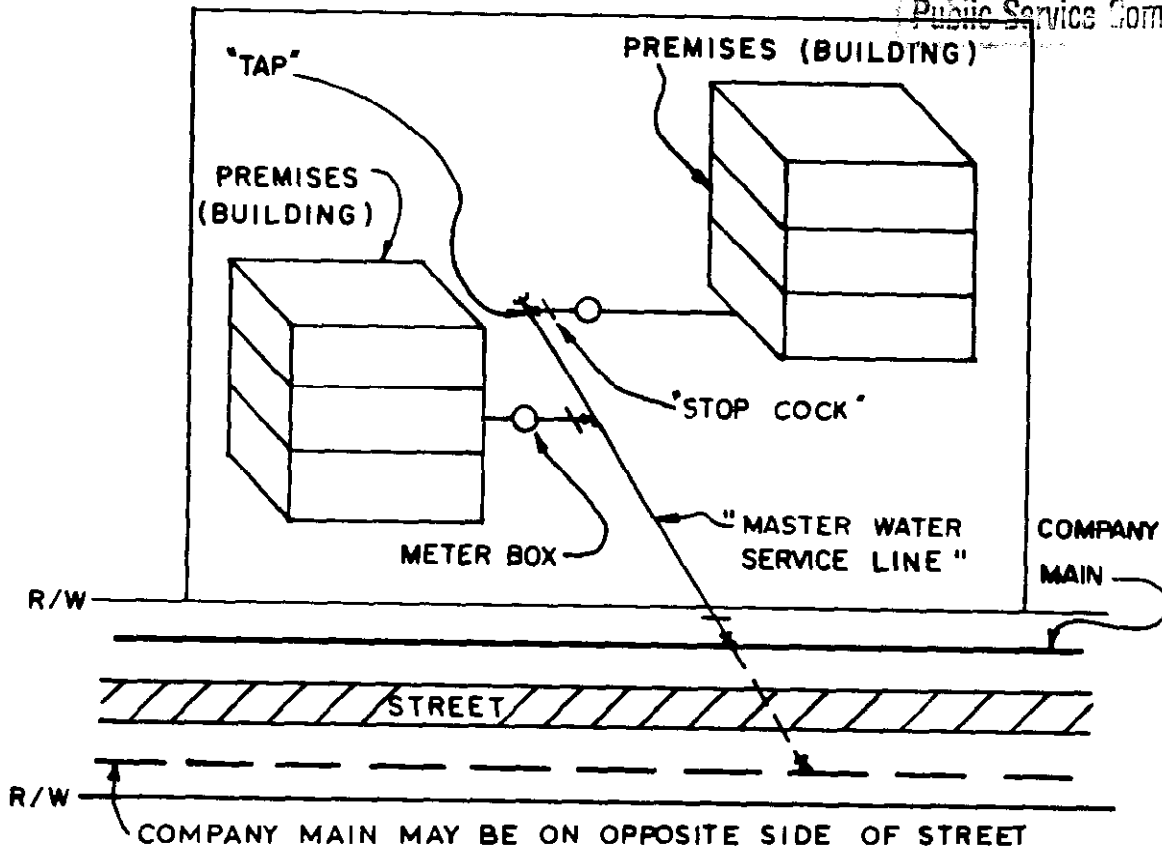 Public Service Com
"TAP"
PREMISES (BUILDING)
PREMISES
(BUILDING)
"STOP COCK"
METER BOX
"MASTER WATER
SERVICE LINE"
COMPANY
MAIN
R/W
STREET
R/W
COMPANY MAIN MAY BE ON OPPOSITE SIDE OF STREET